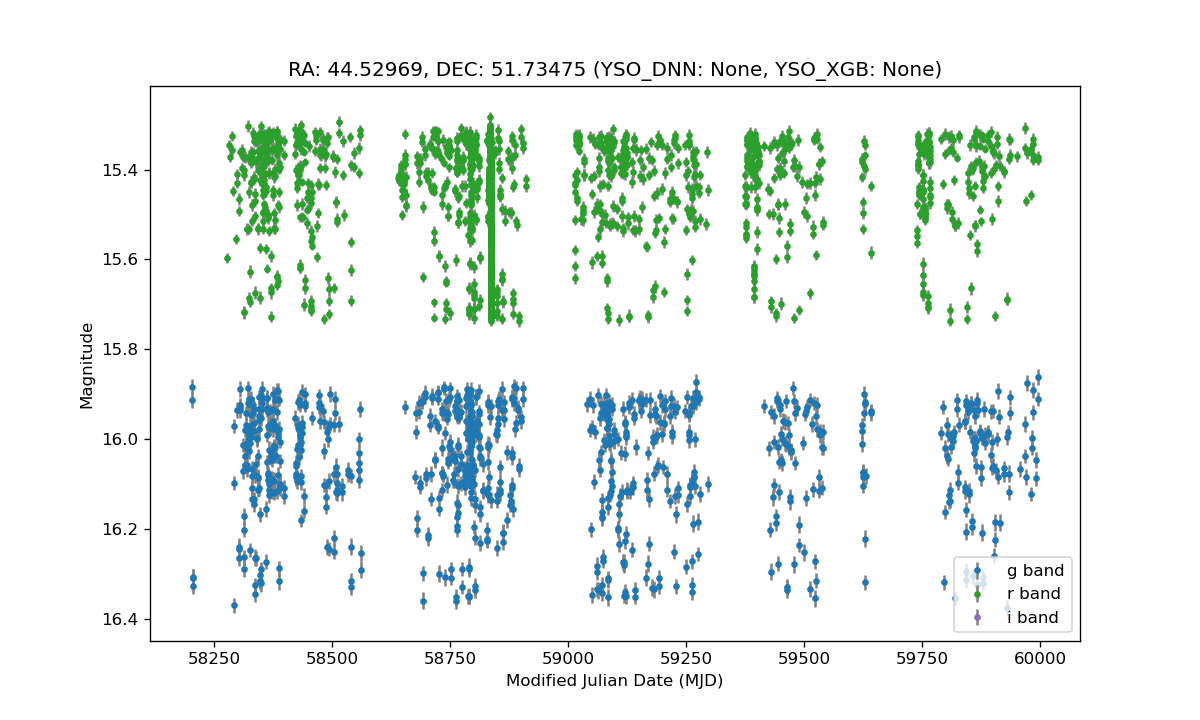 RA: 44.52969, DEC: 51.73475 (YSO_DNN: None, YSO_XGB: None)
Magnitude
15.4
15.6
15.8
16.0
16.2
16.4
g band
r band
i band
58250 58500 58750 59000 59250 59500 59750 60000
Modified Julian Date (MJD)